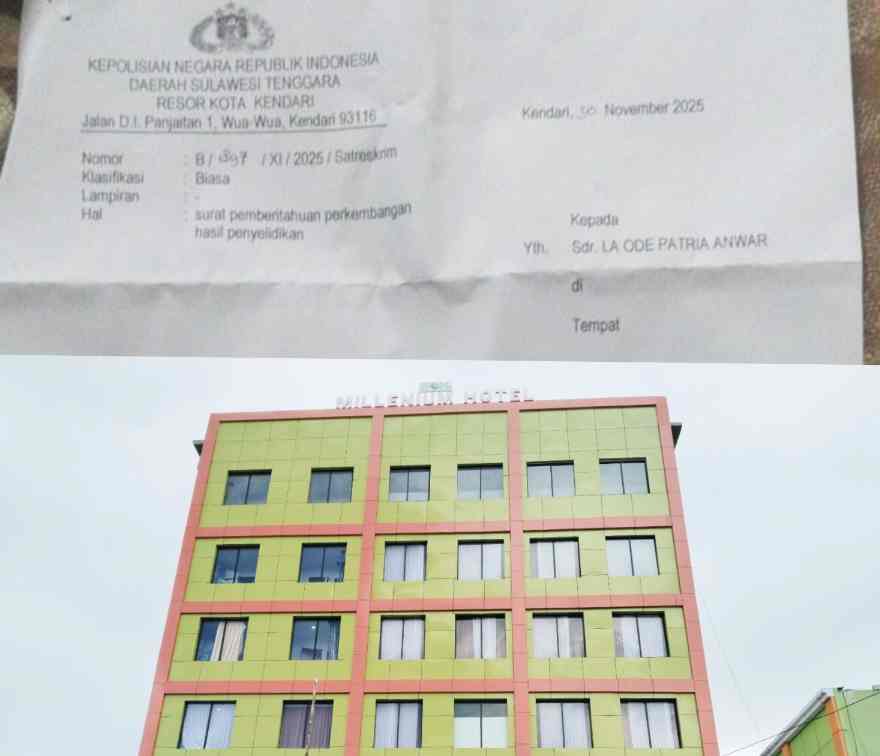 KEPOLISIAN NEGARA REPUBLIK INDONESIA
DAERAH SULAWESI TENGGARA
RESOR KOTA KENDARI
Jalan D.I. Panjaitan 1, Wua-Wua, Kendari 93116
Kendari, 30 November 2025
Nomor : B / / XI / 2025 / Satreskrim
Klasifikasi : Biasa
Lampiran : -
Hal : surat pemberitahuan perkembangan
hasil penyelidikan
Kepada
Yth. Sdr. LA ODE PATRIA ANWAR
di
Tempat
MILLENIUM HOTEL